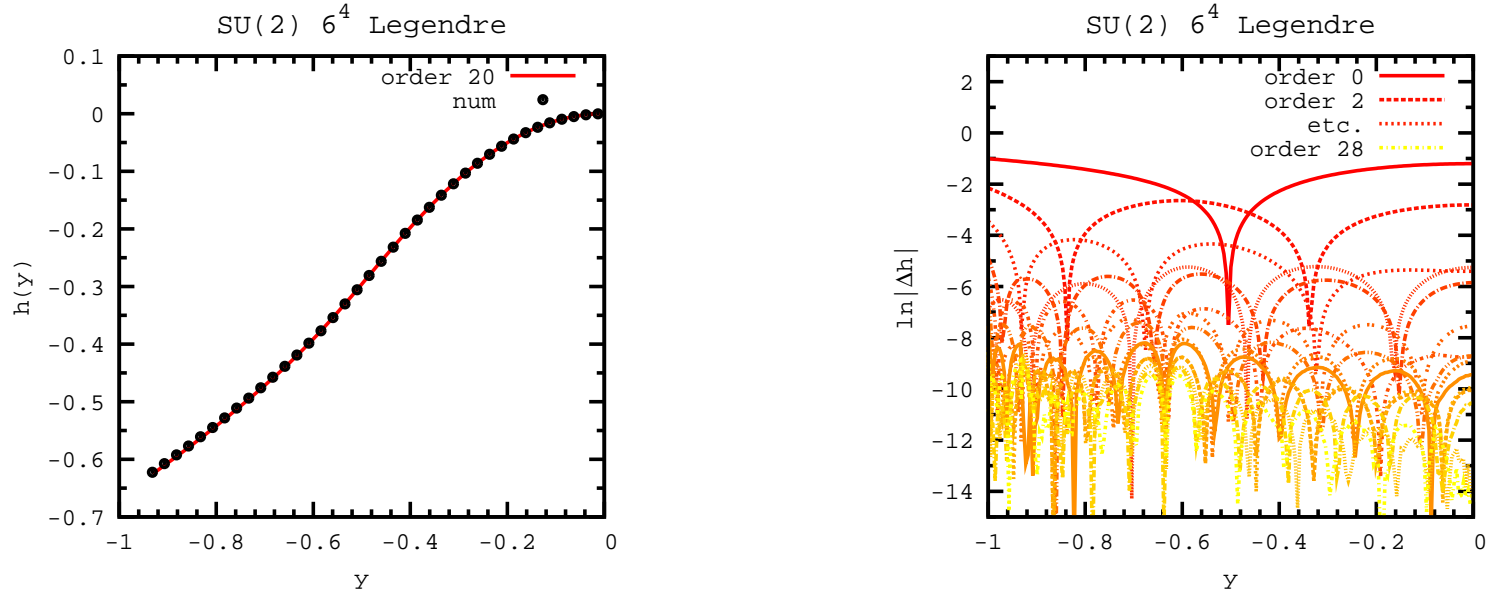 SU(2) 6^4 Legendre
order 20
num
0.1
0
-0.1
-0.2
-0.3
-0.4
-0.5
-0.6
-0.7
h(y)
-1
-0.8
-0.6
-0.4
-0.2
0
y
SU(2) 6^4 Legendre
order 0
order 2
etc.
order 28
2
0
-2
-4
-6
-8
-10
-12
-14
ln|Δh|
-1
-0.8
-0.6
-0.4
-0.2
0
y